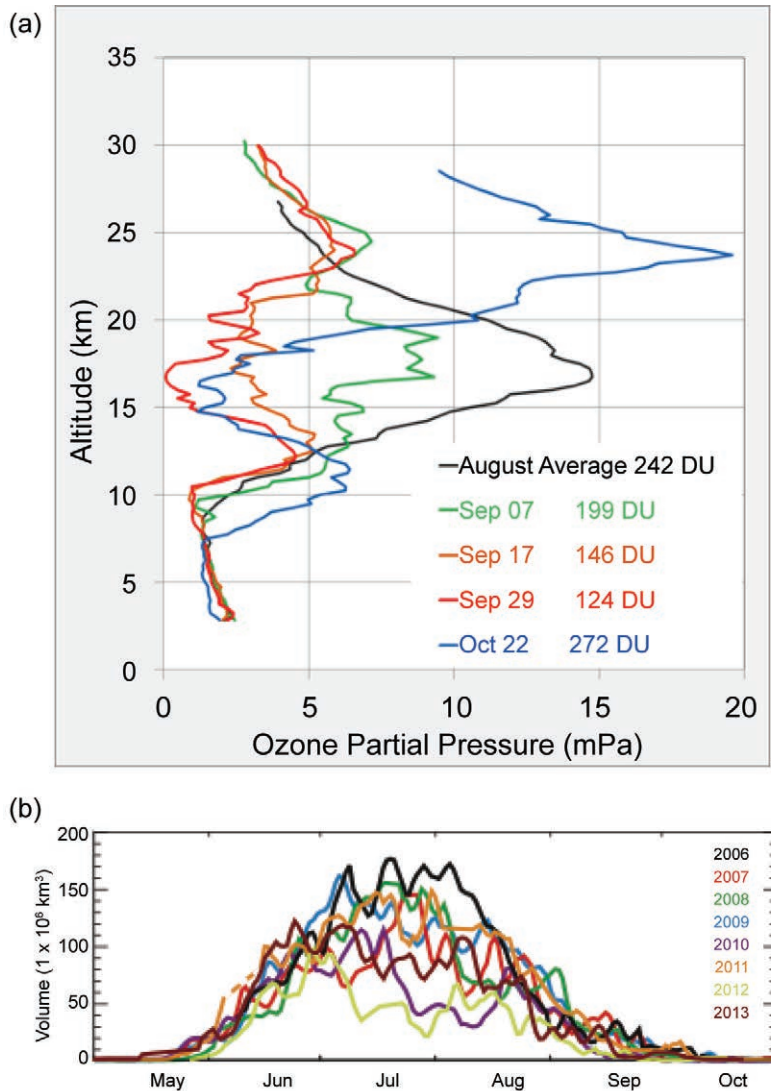 (a)
35
30
25
20
15
10
5
0
Altitude (km)
August Average 242 DU
Sep 07 199 DU
Sep 17 146 DU
Sep 29 124 DU
Oct 22 272 DU
0 5 10 15 20
Ozone Partial Pressure (mPa)
(b)
200
150
100
50
0
Volume (1 x 10⁶ km³)
2006
2007
2008
2009
2010
2011
2012
2013
May Jun Jul Aug Sep Oct